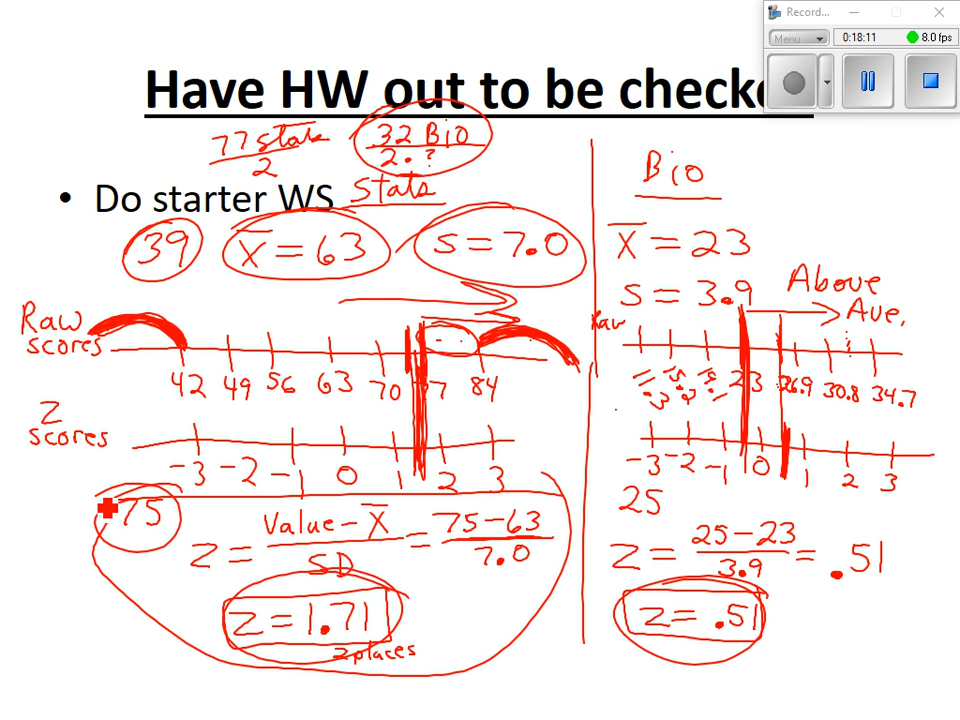 Record...
Menu
0:18:11
8.0 fps
Have HW out to be checke
77 Stats
2
32 Bio
2. ?
• Do starter WS
Stats
39
x̄ = 63
s = 7.0
Raw scores
42 49 56 63 70 77 84
Z scores
-3 -2 -1 0 1 2 3
75
Z = Value - x̄ / SD = 75-63 / 7.0
Z = 1.71
2 places
Bio
x̄ = 23
s = 3.9
Above Ave.
Raw
23 26.9 30.8 34.7
-3 -2 -1 0 1 2 3
25
Z = 25-23 / 3.9 = .51
Z = .51